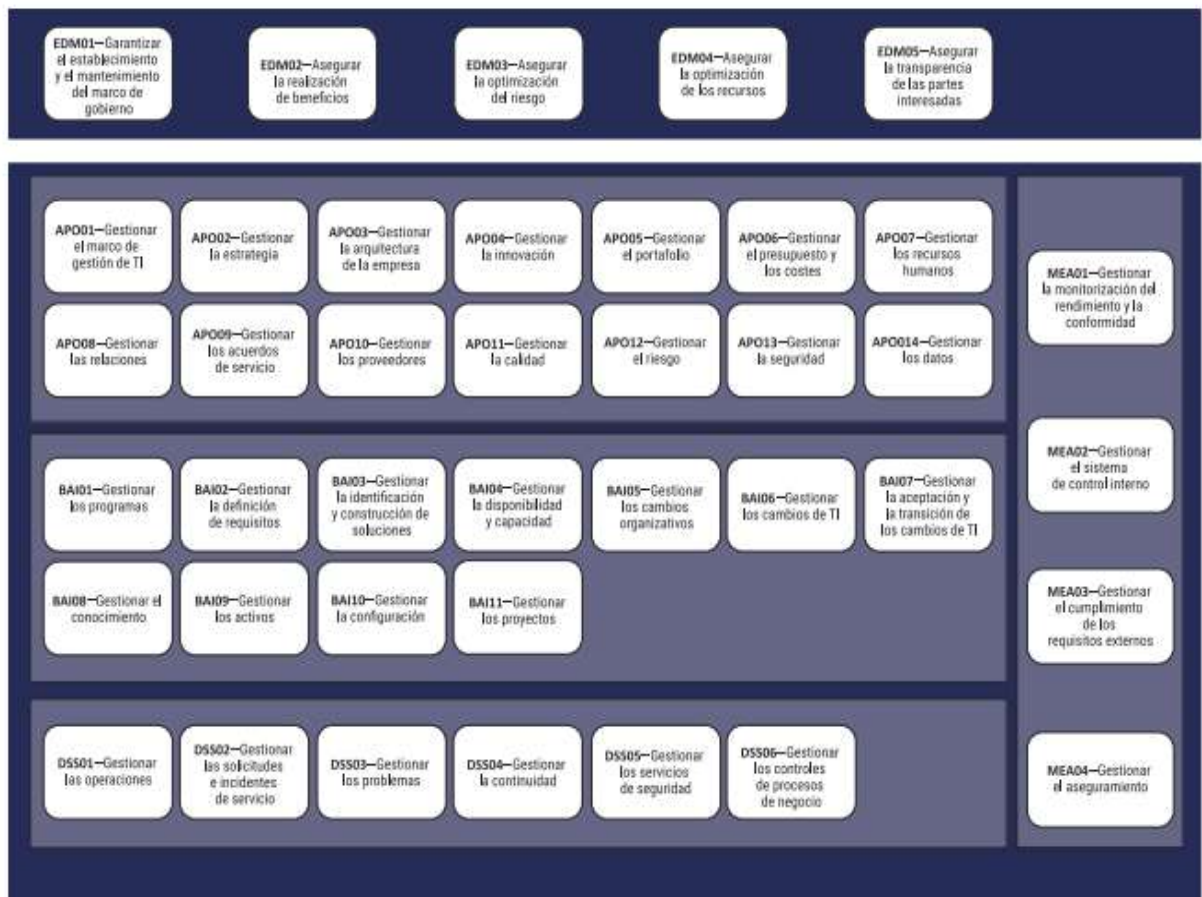 EDM01—Garantizar
el establecimiento
y el mantenimiento
del marco de
gobierno
EDM02—Asegurar
la realización
de beneficios
EDM03—Asegurar
la optimización
del riesgo
EDM04—Asegurar
la optimización
de los recursos
EDM05—Asegurar
la transparencia
de las partes
interesadas
APO01—Gestionar
el marco de
gestión de TI
APO02—Gestionar
la estrategia
APO03—Gestionar
la arquitectura
de la empresa
APO04—Gestionar
la innovación
APO05—Gestionar
el portafolio
APO06—Gestionar
el presupuesto y
los costes
APO07—Gestionar
los recursos
humanos
APO08—Gestionar
las relaciones
APO09—Gestionar
los acuerdos
de servicio
APO10—Gestionar
los proveedores
APO11—Gestionar
la calidad
APO12—Gestionar
el riesgo
APO13—Gestionar
la seguridad
APO014—Gestionar
los datos
BAI01—Gestionar
los programas
BAI02—Gestionar
la definición
de requisitos
BAI03—Gestionar
la identificación
y construcción de
soluciones
BAI04—Gestionar
la disponibilidad
y capacidad
BAI05—Gestionar
los cambios
organizativos
BAI06—Gestionar
los cambios de TI
BAI07—Gestionar
la aceptación y
la transición de
los cambios de TI
BAI08—Gestionar el
conocimiento
BAI09—Gestionar
los activos
BAI10—Gestionar
la configuración
BAI11—Gestionar
los proyectos
DSS01—Gestionar
las operaciones
DSS02—Gestionar
las solicitudes
e incidentes
de servicio
DSS03—Gestionar
los problemas
DSS04—Gestionar
la continuidad
DSS05—Gestionar
los servicios
de seguridad
DSS06—Gestionar
los controles
de procesos
de negocio
MEA01—Gestionar
la monitorización del
rendimiento y la
conformidad
MEA02—Gestionar
el sistema
de control interno
MEA03—Gestionar
el cumplimiento
de los
requisitos externos
MEA04—Gestionar
el aseguramiento